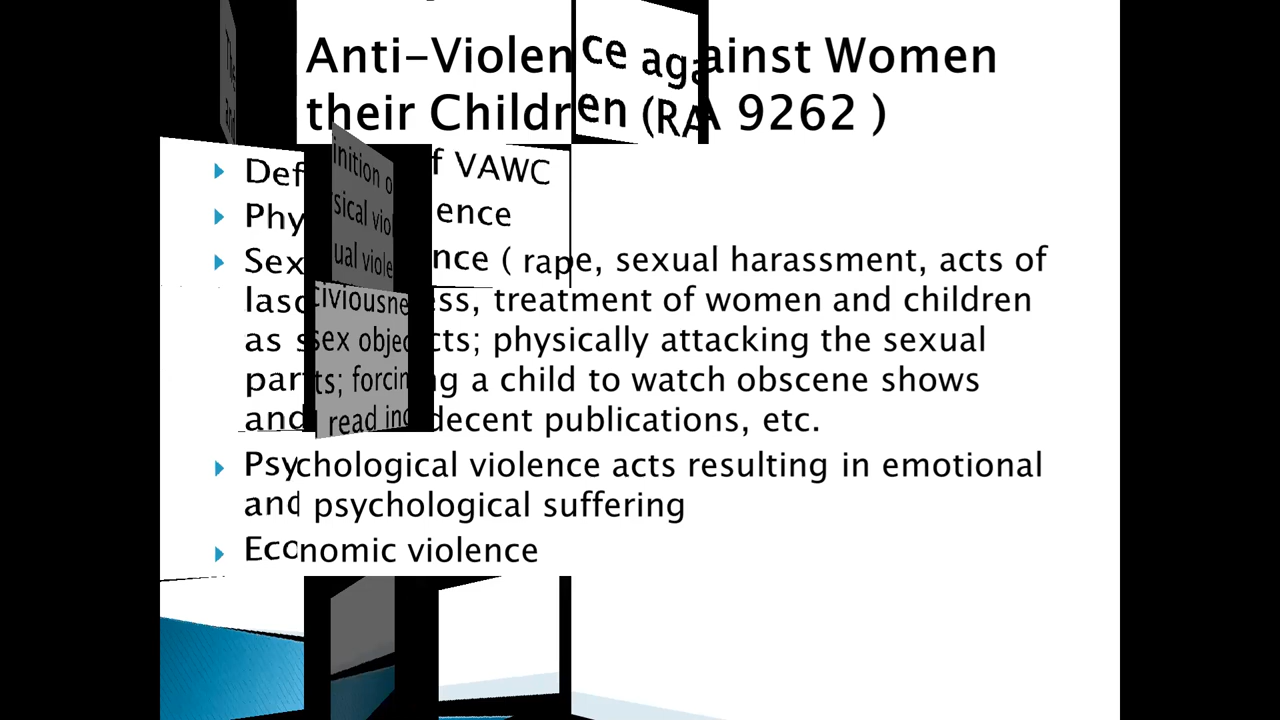 Anti-Violence against Women
their Children (RA 9262 )
Definition of VAWC
Physical violence
Sexual violence ( rape, sexual harassment, acts of
lasciviousness, treatment of women and children
as sex objects; physically attacking the sexual
parts; forcing a child to watch obscene shows
and read indecent publications, etc.
Psychological violence acts resulting in emotional
and psychological suffering
Economic violence